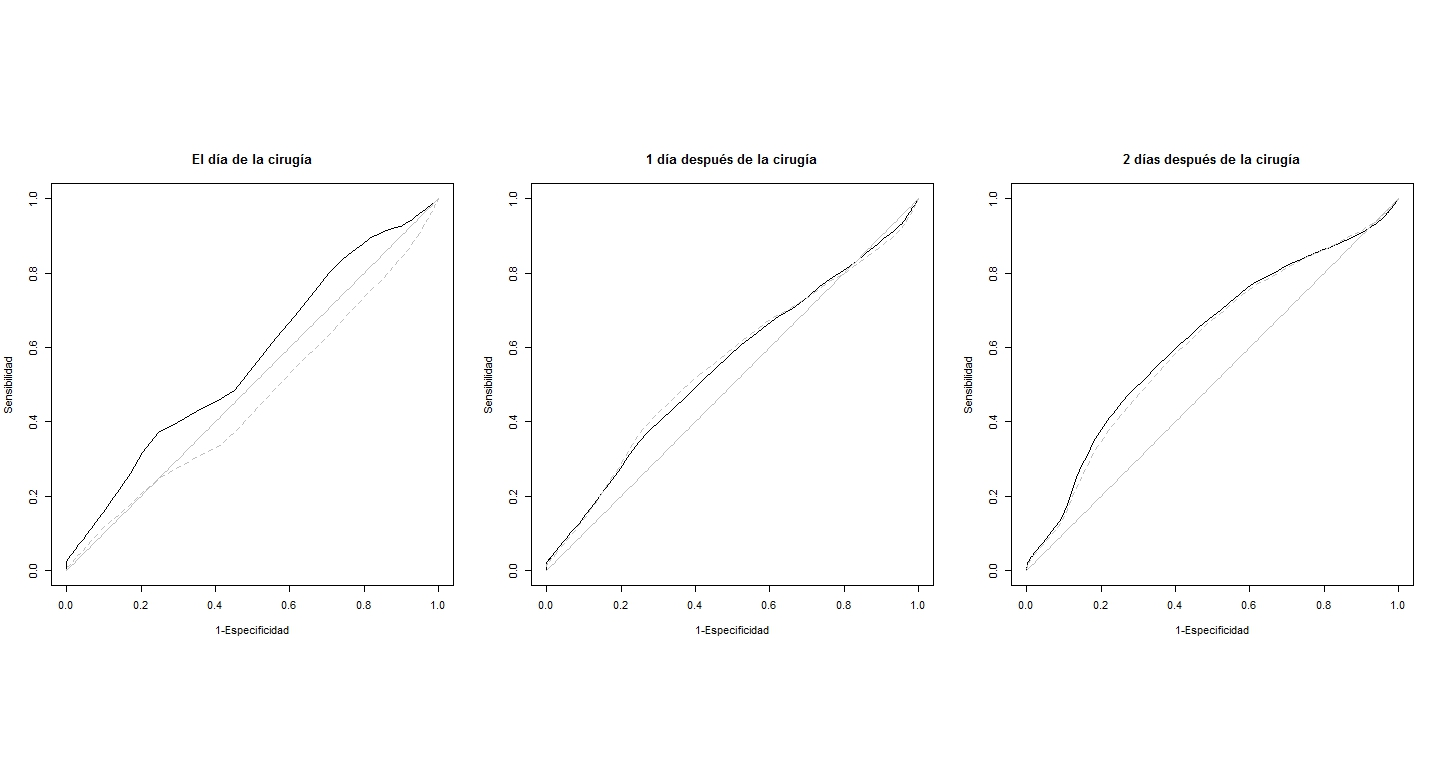 El día de la cirugía
1.0
0.8
0.6
0.4
0.2
0.0
Sensibilidad
0.0 0.2 0.4 0.6 0.8 1.0
1-Especificidad
1 día después de la cirugía
1.0
0.8
0.6
0.4
0.2
0.0
Sensibilidad
0.0 0.2 0.4 0.6 0.8 1.0
1-Especificidad
2 días después de la cirugía
1.0
0.8
0.6
0.4
0.2
0.0
Sensibilidad
0.0 0.2 0.4 0.6 0.8 1.0
1-Especificidad